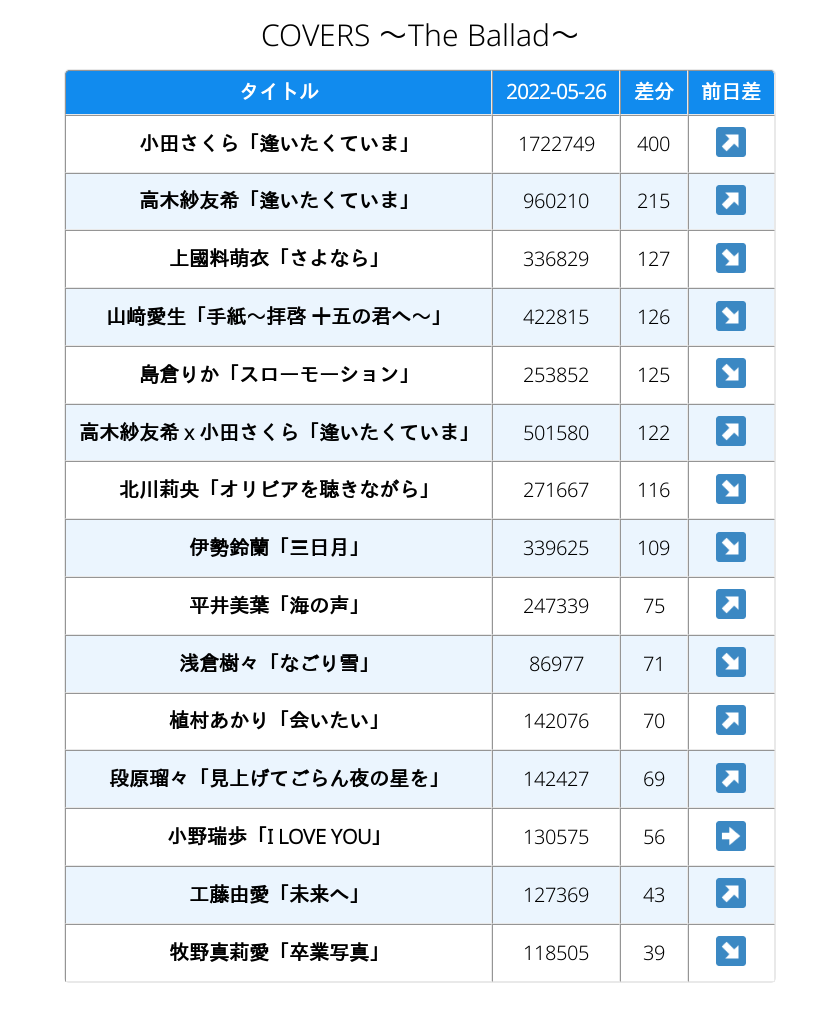 COVERS ～The Ballad～
タイトル 2022-05-26 差分 前日差
小田さくら「逢いたくていま」 1722749 400 ↗
高木紗友希「逢いたくていま」 960210 215 ↗
上國料萌衣「さよなら」 336829 127 ↘
山﨑愛生「手紙～拝啓 十五の君へ～」 422815 126 ↘
島倉りか「スローモーション」 253852 125 ↘
高木紗友希 x 小田さくら「逢いたくていま」 501580 122 ↗
北川莉央「オリビアを聴きながら」 271667 116 ↘
伊勢鈴蘭「三日月」 339625 109 ↘
平井美葉「海の声」 247339 75 ↗
浅倉樹々「なごり雪」 86977 71 ↘
植村あかり「会いたい」 142076 70 ↗
段原瑠々「見上げてごらん夜の星を」 142427 69 ↗
小野瑞歩「I LOVE YOU」 130575 56 ➡
工藤由愛「未来へ」 127369 43 ↗
牧野真莉愛「卒業写真」 118505 39 ↘